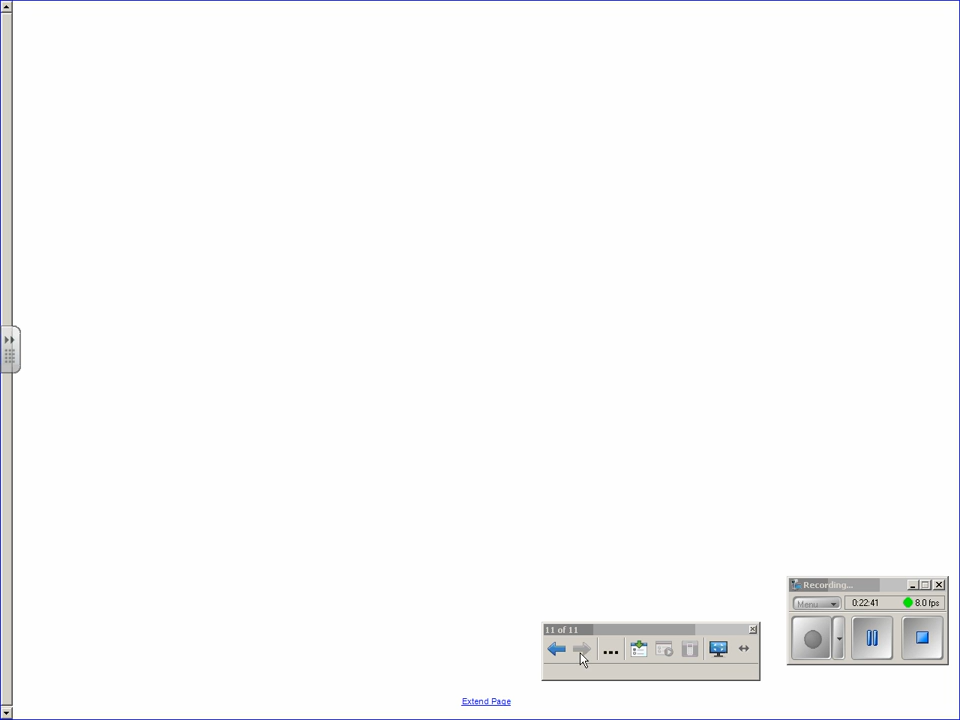 Recording...
Menu
0:22:41
8.0 fps
11 of 11
Extend Page